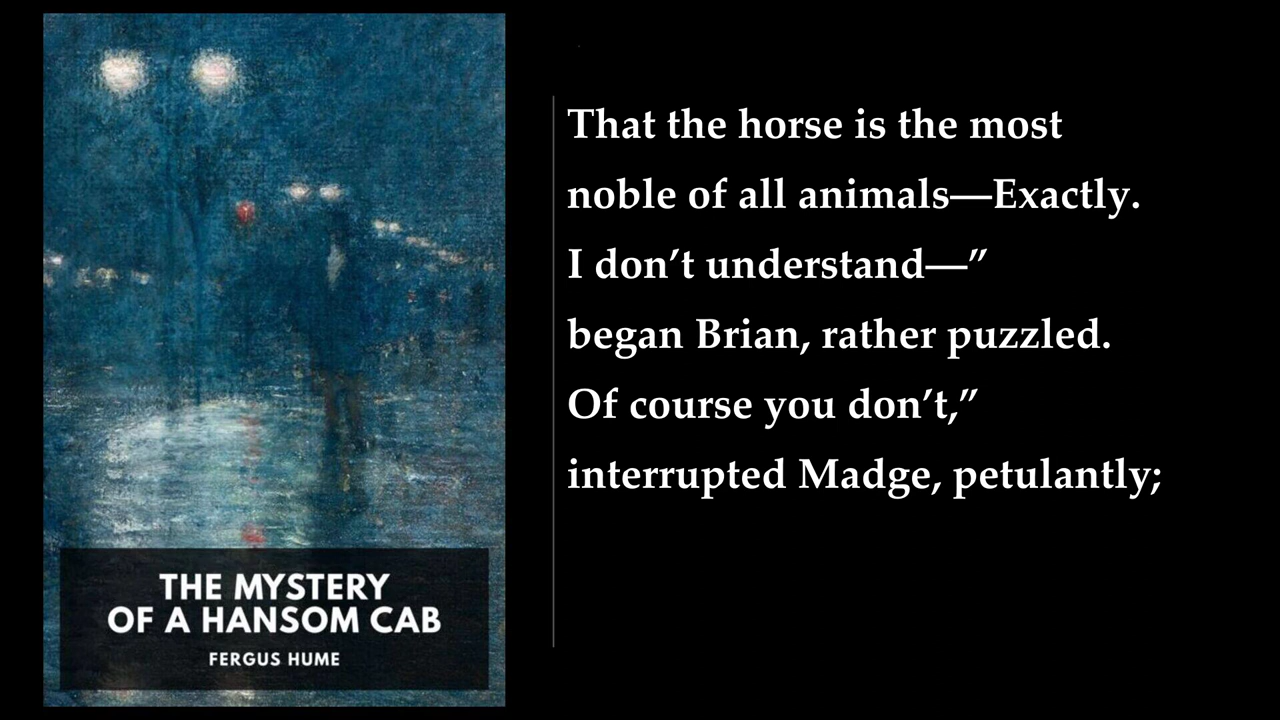 THE MYSTERY
OF A HANSOM CAB
FERGUS HUME
That the horse is the most
noble of all animals—Exactly.
I don’t understand—”
began Brian, rather puzzled.
Of course you don’t,”
interrupted Madge, petulantly;